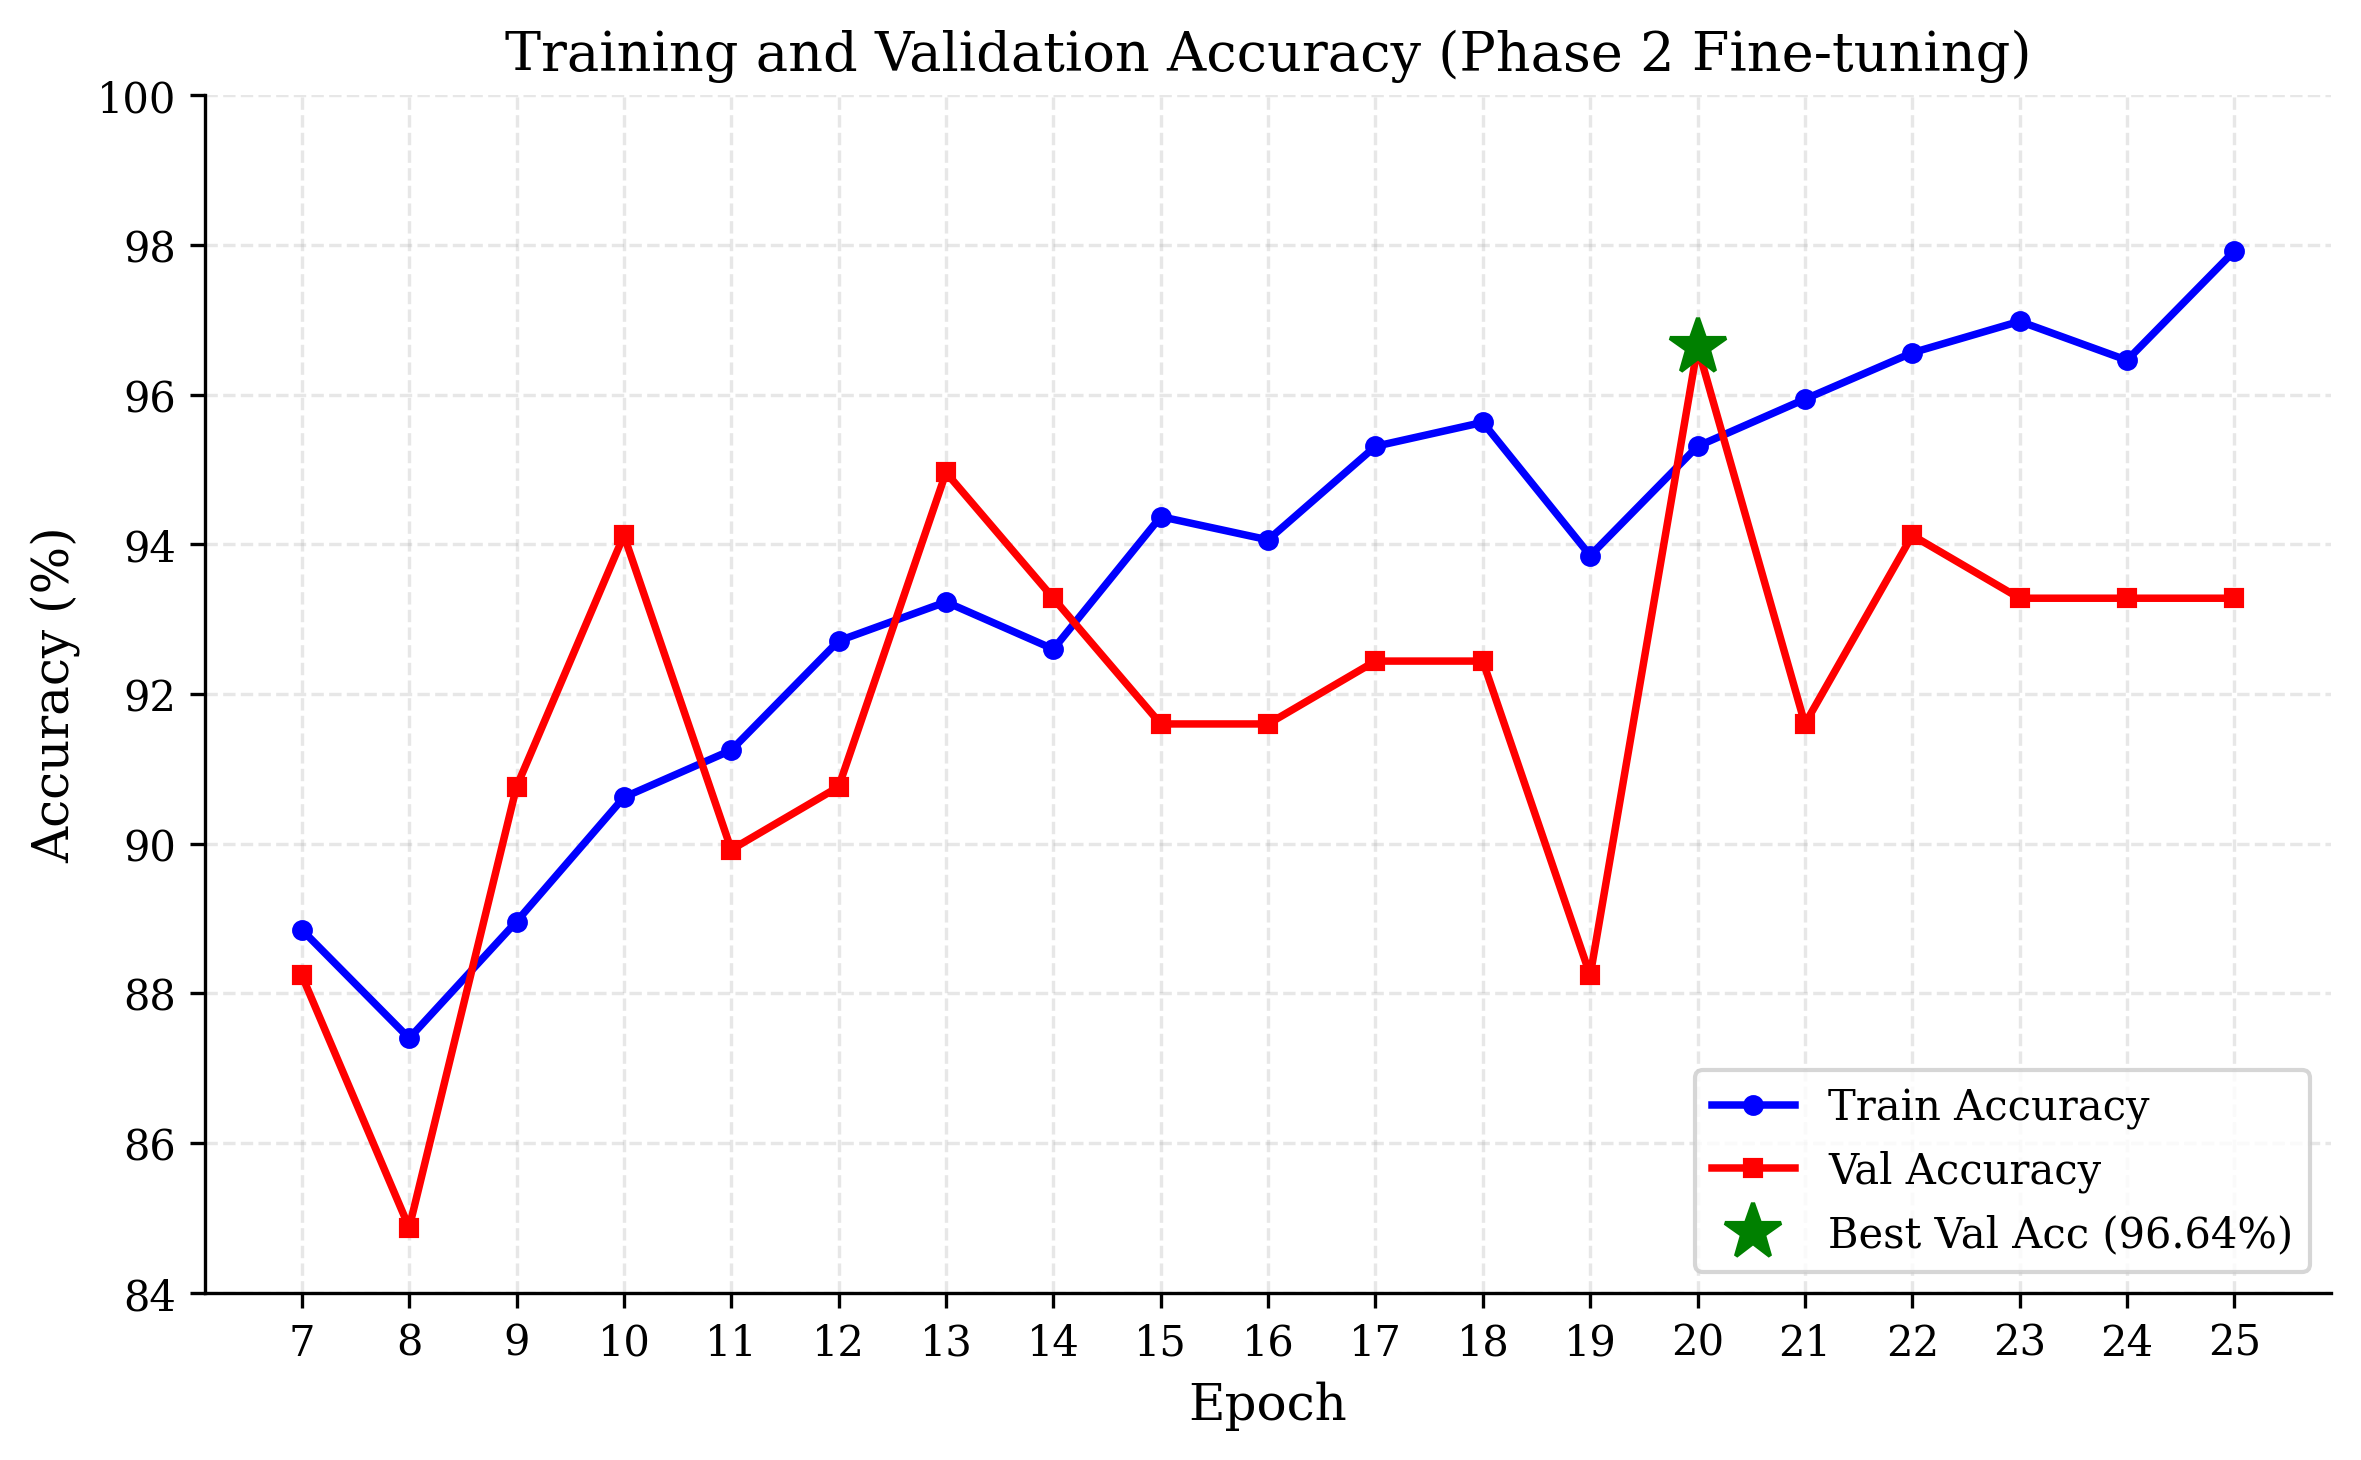 Training and Validation Accuracy (Phase 2 Fine-tuning)
Accuracy (%)
100
98
96
94
92
90
88
86
84
Train Accuracy
Val Accuracy
Best Val Acc (96.64%)
7 8 9 10 11 12 13 14 15 16 17 18 19 20 21 22 23 24 25
Epoch